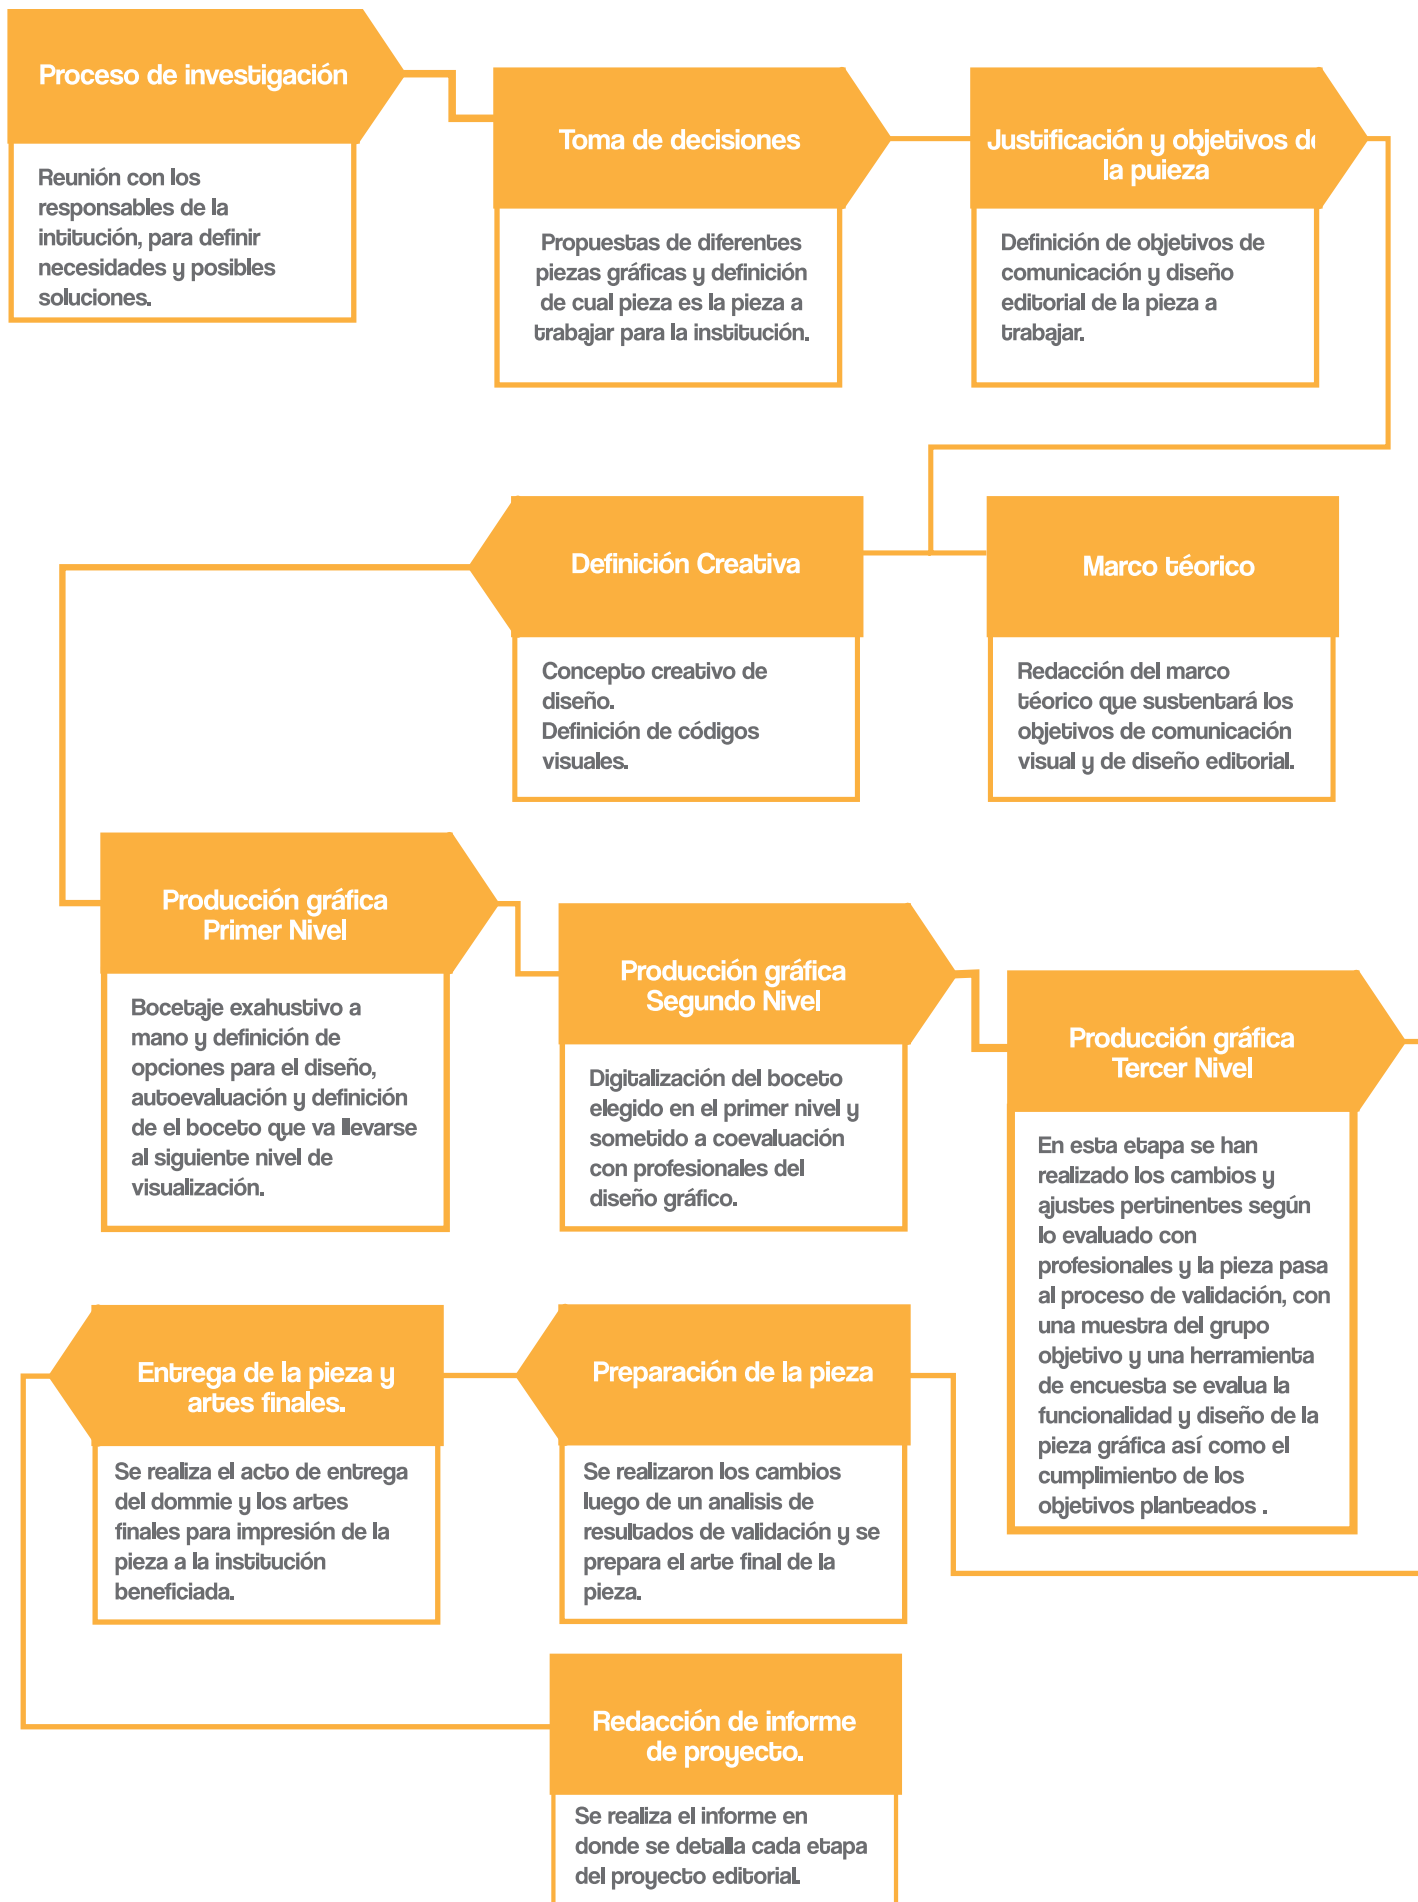 Proceso de investigación
Reunión con los
responsables de la
intitución, para definir
necesidades y posibles
soluciones.
Toma de decisiones
Propuestas de diferentes
piezas gráficas y definición
de cual pieza es la pieza a
trabajar para la institución.
Justificación y objetivos de
la puieza
Definición de objetivos de
comunicación y diseño
editorial de la pieza a
trabajar.
Definición Creativa
Concepto creativo de
diseño.
Definición de códigos
visuales.
Marco téorico
Redacción del marco
téorico que sustentará los
objetivos de comunicación
visual y de diseño editorial.
Producción gráfica
Primer Nivel
Bocetaje exahustivo a
mano y definición de
opciones para el diseño,
autoevaluación y definición
de el boceto que va llevarse
al siguiente nivel de
visualización.
Producción gráfica
Segundo Nivel
Digitalización del boceto
elegido en el primer nivel y
sometido a coevaluación
con profesionales del
diseño gráfico.
Producción gráfica
Tercer Nivel
En esta etapa se han
realizado los cambios y
ajustes pertinentes según
lo evaluado con
profesionales y la pieza pasa
al proceso de validación, con
una muestra del grupo
objetivo y una herramienta
de encuesta se evalua la
funcionalidad y diseño de la
pieza gráfica así como el
cumplimiento de los
objetivos planteados .
Entrega de la pieza y
artes finales.
Se realiza el acto de entrega
del dommie y los artes
finales para impresión de la
pieza a la institución
beneficiada.
Preparación de la pieza
Se realizaron los cambios
luego de un analisis de
resultados de validación y se
prepara el arte final de la
pieza.
Redacción de informe
de proyecto.
Se realiza el informe en
donde se detalla cada etapa
del proyecto editorial.